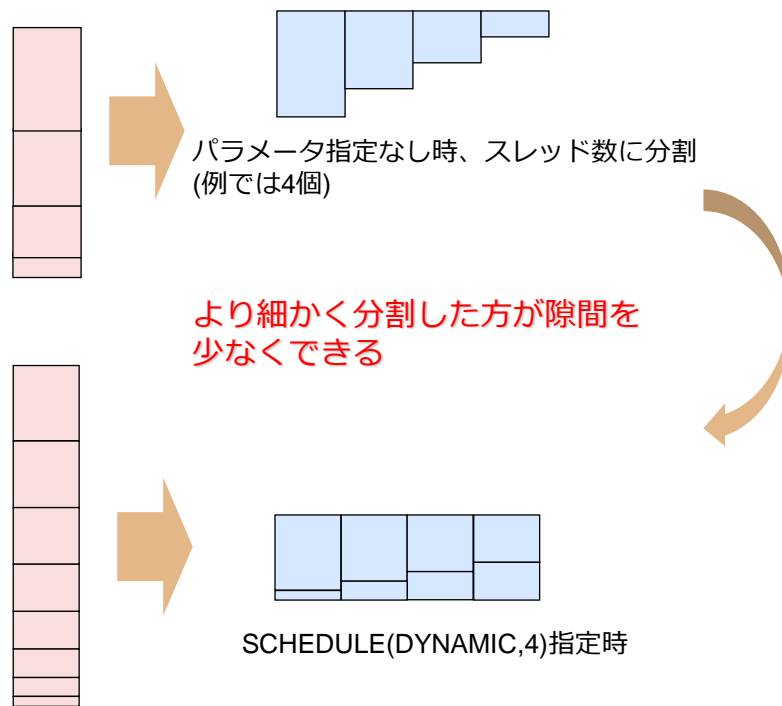 パラメータ指定なし時、スレッド数に分割
(例では4個)
より細かく分割した方が隙間を
少なくできる
SCHEDULE(DYNAMIC,4)指定時